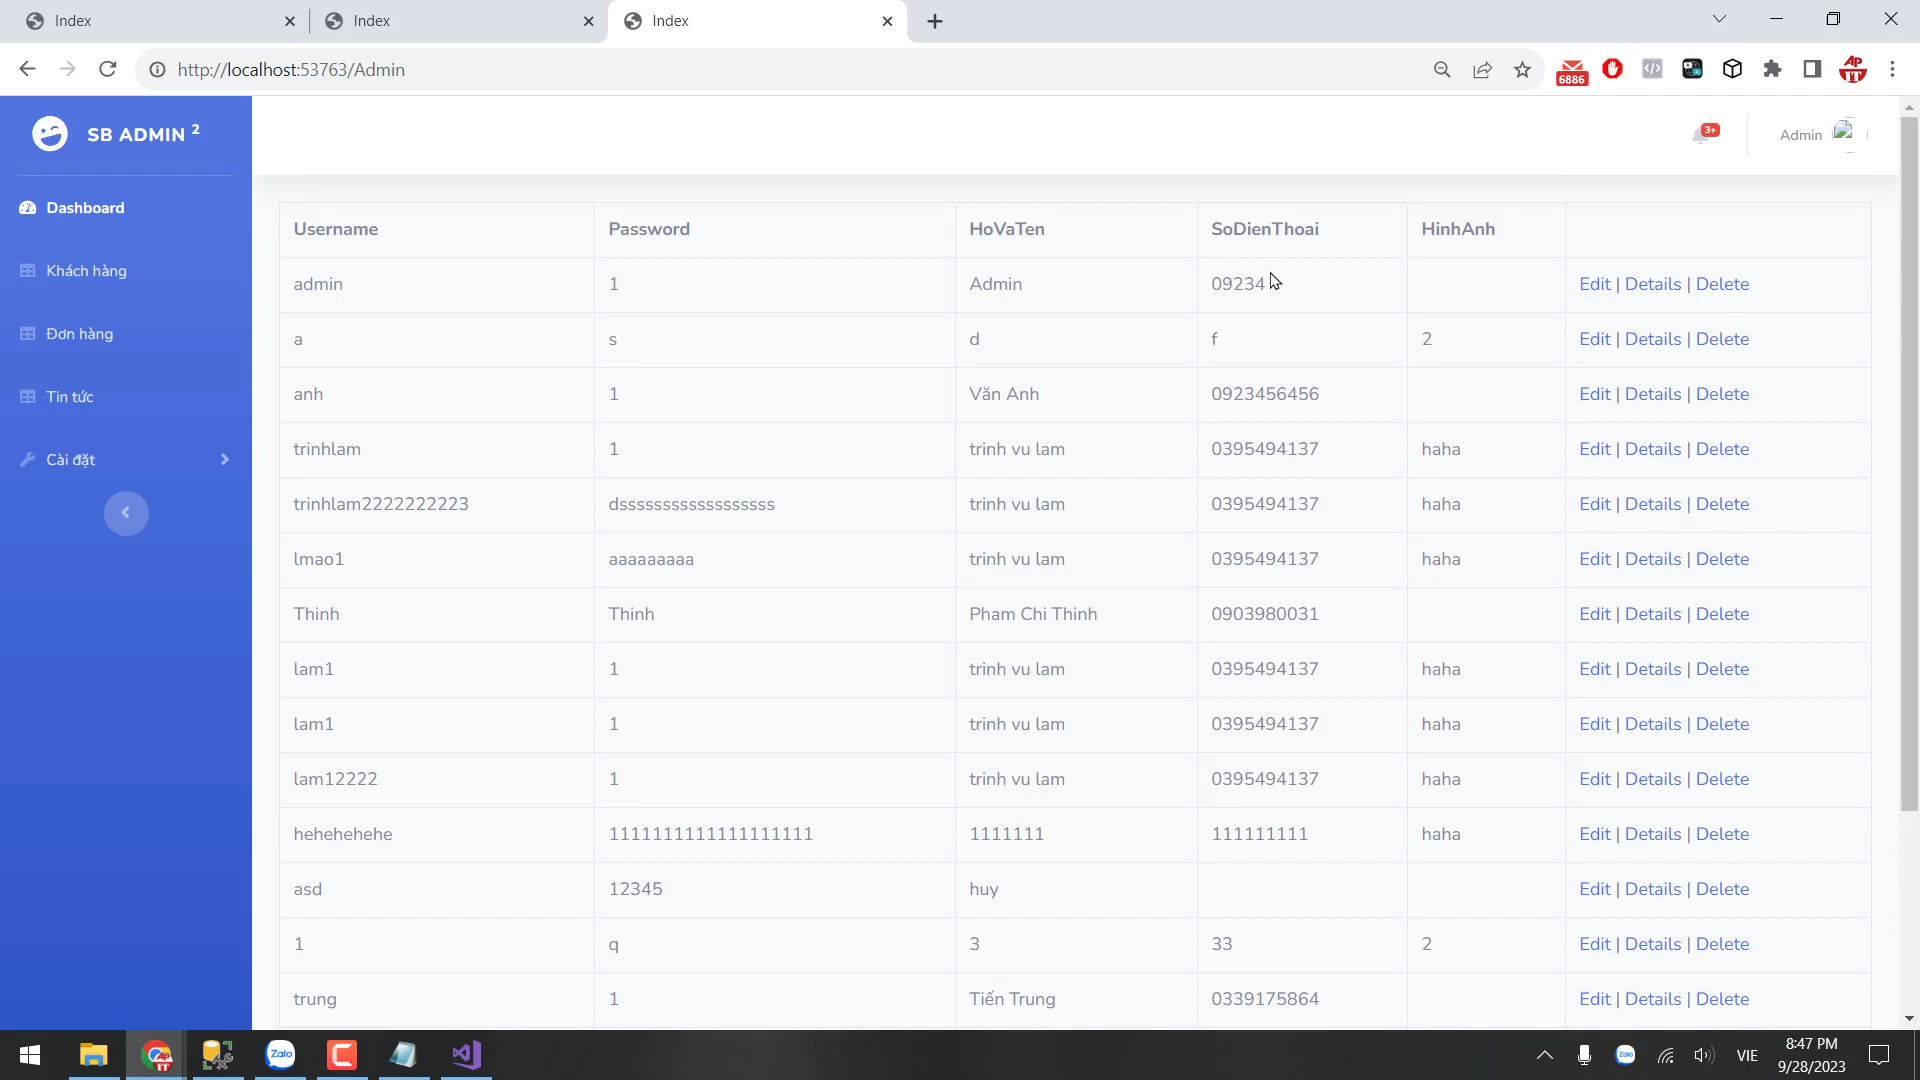 Index
Index
Index
http://localhost:53763/Admin
6886
SB ADMIN 2
3+
Admin
Dashboard
Khách hàng
Đơn hàng
Tin tức
Cài đặt
Username Password HoVaTen SoDienThoai HinhAnh
admin 1 Admin 09234 Edit | Details | Delete
a s d f 2 Edit | Details | Delete
anh 1 Văn Anh 0923456456 Edit | Details | Delete
trinhlam 1 trinh vu lam 0395494137 haha Edit | Details | Delete
trinhlam2222222223 dssssssssssssssssss trinh vu lam 0395494137 haha Edit | Details | Delete
lmao1 aaaaaaaaa trinh vu lam 0395494137 haha Edit | Details | Delete
Thinh Thinh Pham Chi Thinh 0903980031 Edit | Details | Delete
lam1 1 trinh vu lam 0395494137 haha Edit | Details | Delete
lam1 1 trinh vu lam 0395494137 haha Edit | Details | Delete
lam12222 1 trinh vu lam 0395494137 haha Edit | Details | Delete
hehehehehe 1111111111111111111 1111111 111111111 haha Edit | Details | Delete
asd 12345 huy Edit | Details | Delete
1 q 3 33 2 Edit | Details | Delete
trung 1 Tiến Trung 0339175864 Edit | Details | Delete
Zalo
VIE
8:47 PM
9/28/2023